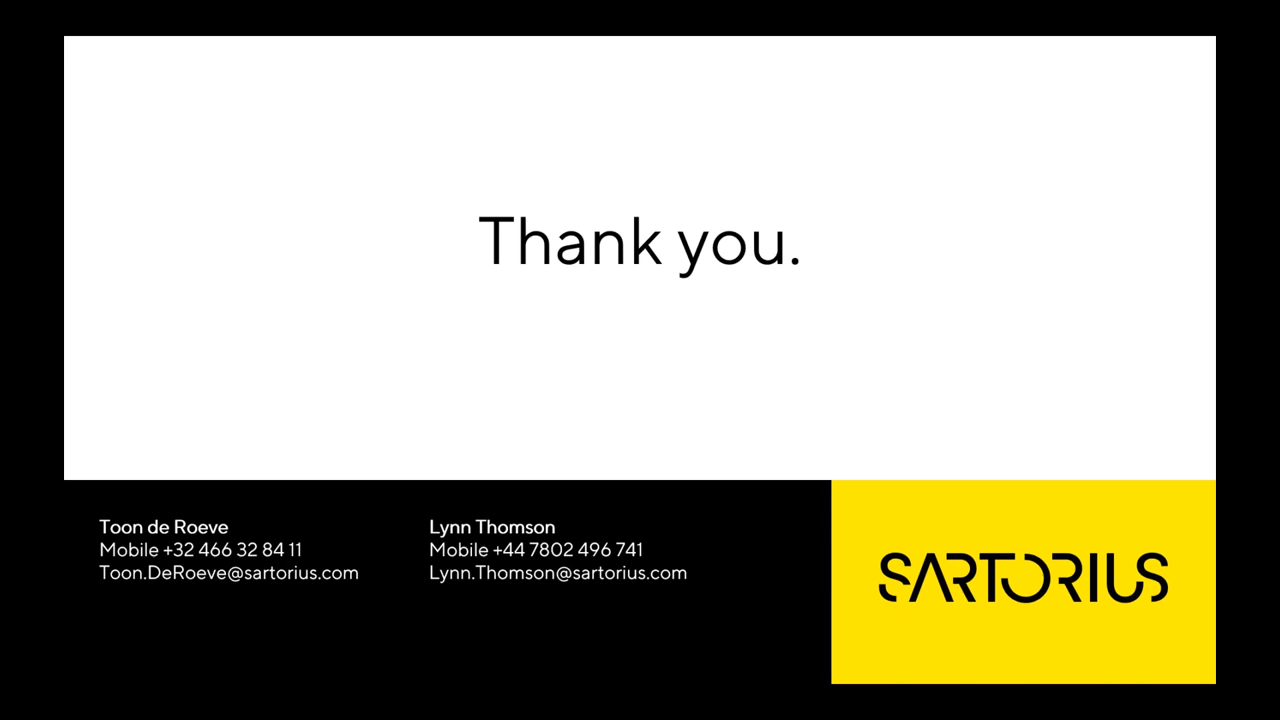 Thank you.
Toon de Roeve
Mobile +32 466 32 84 11
Toon.DeRoeve@sartorius.com
Lynn Thomson
Mobile +44 7802 496 741
Lynn.Thomson@sartorius.com
SARTORIUS